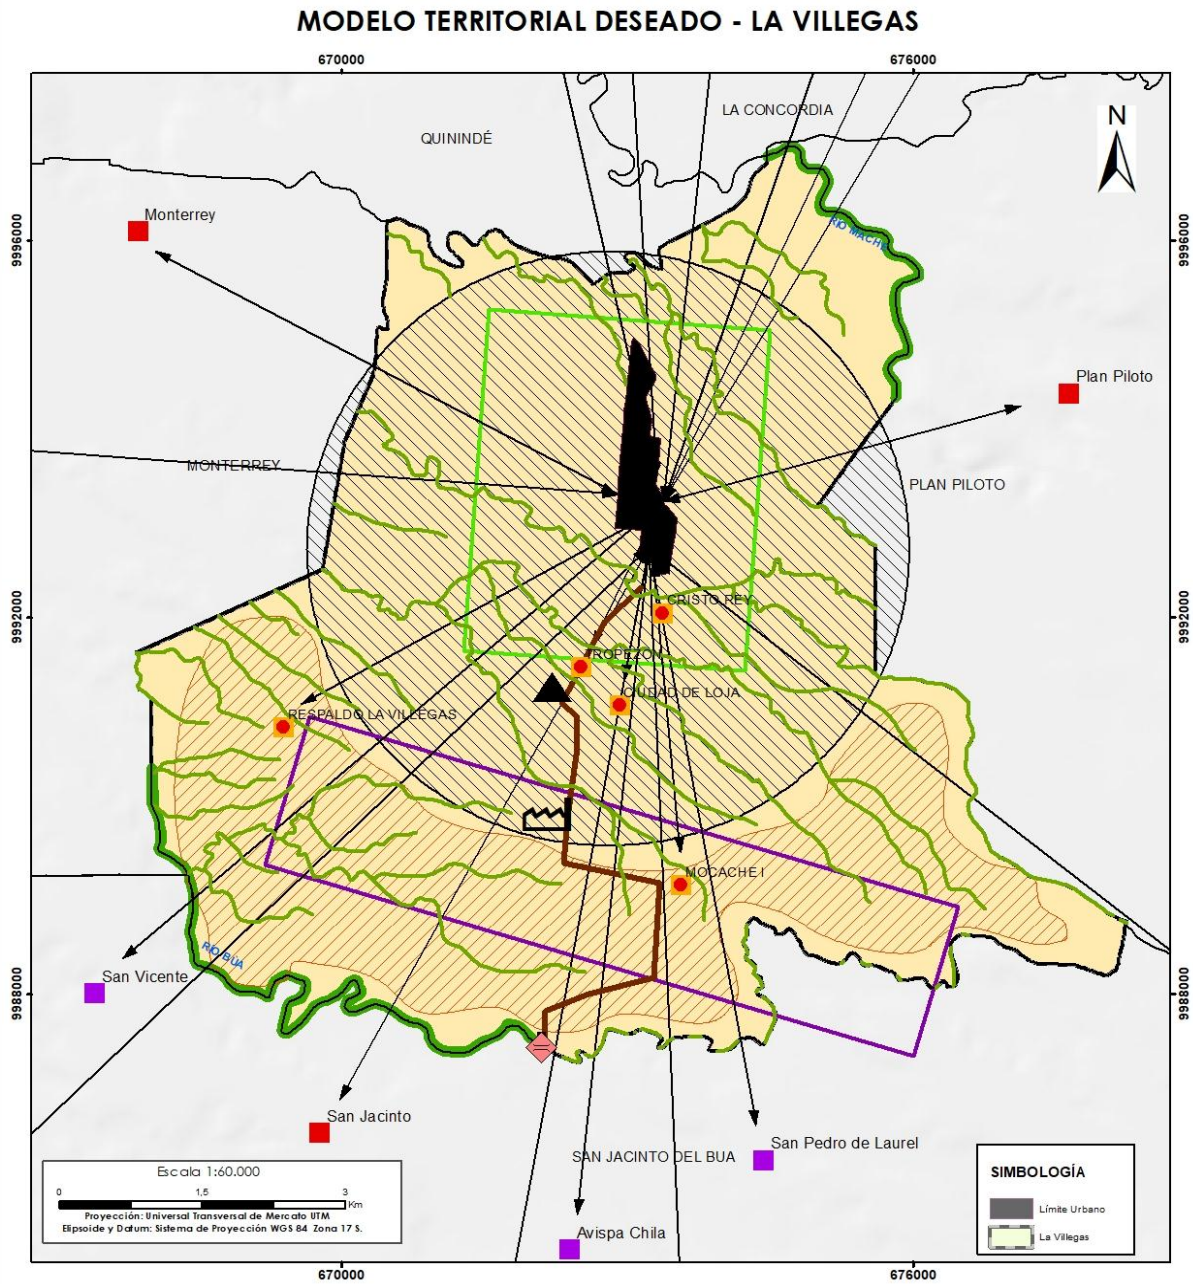 MODELO TERRITORIAL DESEADO - LA VILLEGAS
670000
676000
LA CONCORDIA
QUININDÉ
N
Monterrey
RÍO MACHE
9996000
9996000
Plan Piloto
MONTERREY
PLAN PILOTO
CRISTO REY
9992000
9992000
TROPEZON
CIUDAD DE LOJA
RESPALDO LA VILLEGAS
MOCACHE I
RÍO BÚA
San Vicente
9988000
9988000
San Jacinto
San Pedro de Laurel
SAN JACINTO DEL BUA
Avispa Chila
Escala 1:60.000
0 1,5 3
Km
Proyección: Universal Transversal de Mercato UTM
Elipsoide y Datum: Sistema de Proyección WGS 84 Zona 17 S.
SIMBOLOGÍA
Límite Urbano
La Villegas
670000
676000